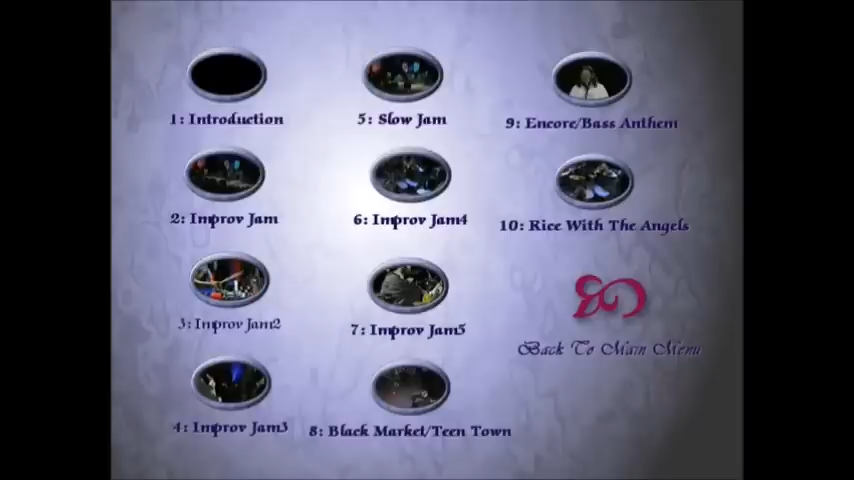 1: Introduction
2: Improv Jam
3: Improv Jam2
4: Improv Jam3
5: Slow Jam
6: Improv Jam4
7: Improv Jam5
8: Black Market/Teen Town
9: Encore/Bass Anthem
10: Rice With The Angels
Back To Main Menu